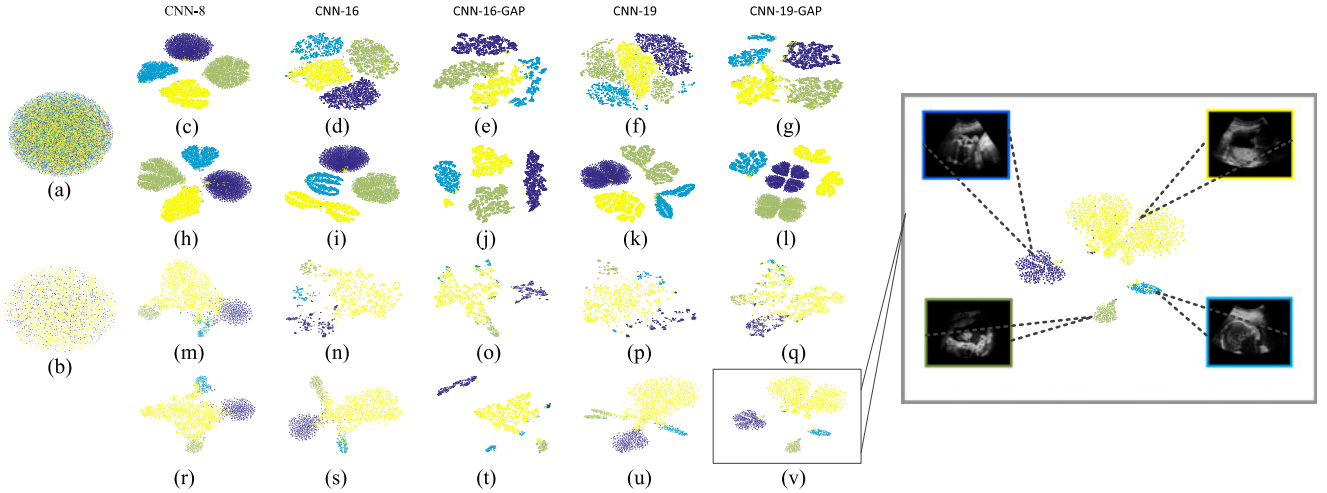 CNN-8 CNN-16 CNN-16-GAP CNN-19 CNN-19-GAP
(c) (d) (e) (f) (g)
(a)
(h) (i) (j) (k) (l)
(b)
(m) (n) (o) (p) (q)
(r) (s) (t) (u) (v)